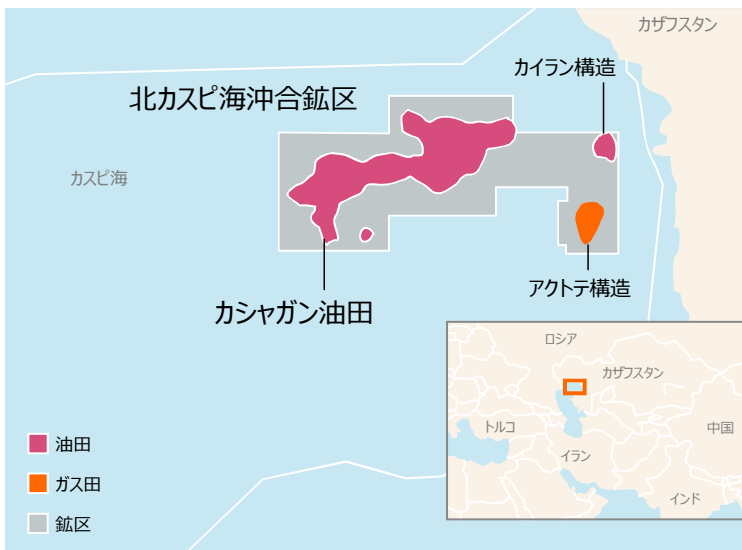 カザフスタン
カイラン構造
北カスピ海沖合鉱区
カスピ海
アクトテ構造
カシャガン油田
ロシア
カザフスタン
トルコ
中国
イラン
インド
油田
ガス田
鉱区